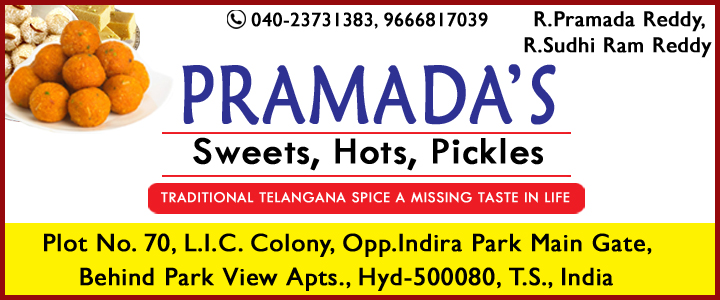 040-23731383, 9666817039
R.Pramada Reddy,
R.Sudhi Ram Reddy
PRAMADA'S
Sweets, Hots, Pickles
TRADITIONAL TELANGANA SPICE A MISSING TASTE IN LIFE
Plot No. 70, L.I.C. Colony, Opp.Indira Park Main Gate,
Behind Park View Apts., Hyd-500080, T.S., India